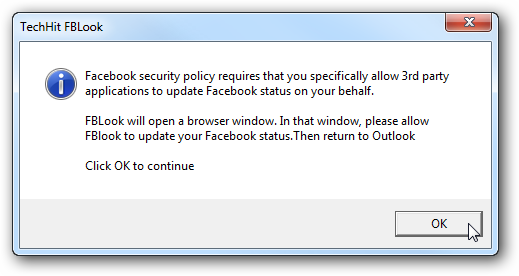 TechHit FBLook
Facebook security policy requires that you specifically allow 3rd party
applications to update Facebook status on your behalf.
FBLook will open a browser window. In that window, please allow
FBlook to update your Facebook status.Then return to Outlook
Click OK to continue
OK